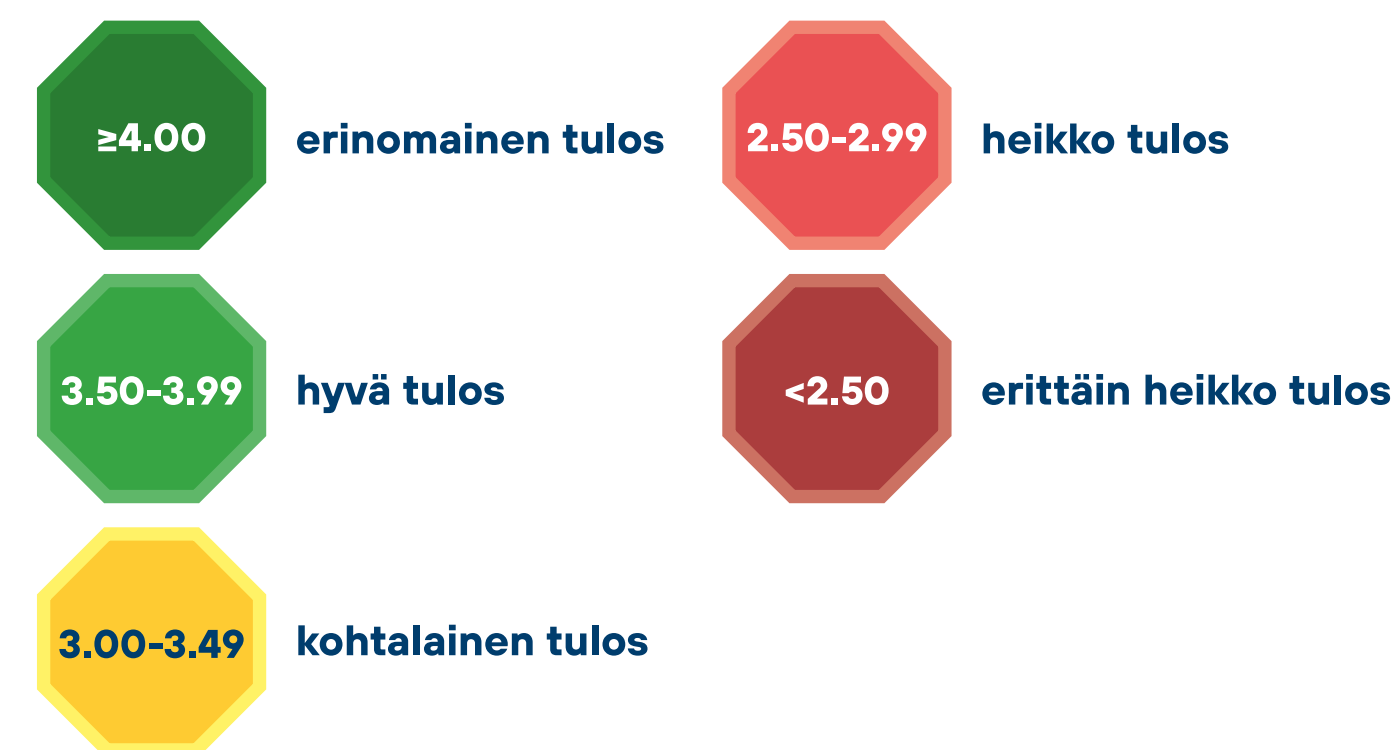 ≥4.00 erinomainen tulos
3.50-3.99 hyvä tulos
3.00-3.49 kohtalainen tulos
2.50-2.99 heikko tulos
<2.50 erittäin heikko tulos